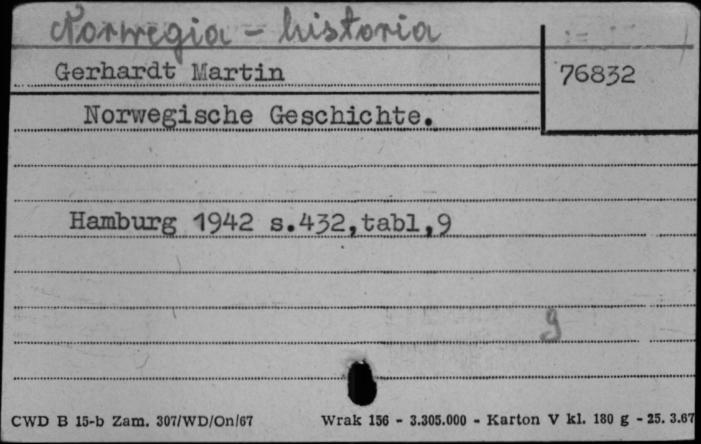 Norwegia - historia
Gerhardt Martin
76832
Norwegische Geschichte.
Hamburg 1942 s.432,tabl,9
g
CWD B 15-b Zam. 307/WD/On/67 Wrak 156 - 3.305.000 - Karton V kl. 180 g - 25. 3.67